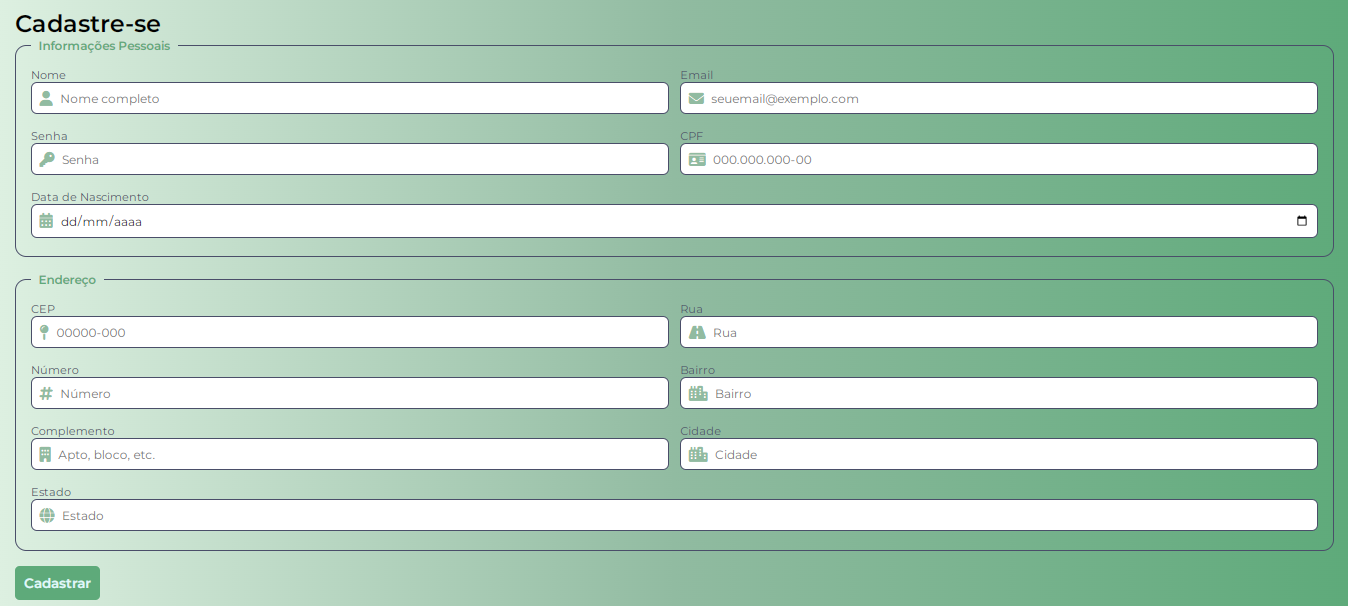 Cadastre-se
Informações Pessoais
Nome Email
Nome completo seuemail@exemplo.com
Senha CPF
Senha 000.000.000-00
Data de Nascimento
dd/mm/aaaa
Endereço
CEP Rua
00000-000 Rua
Número Bairro
Número Bairro
Complemento Cidade
Apto, bloco, etc. Cidade
Estado
Estado
Cadastrar